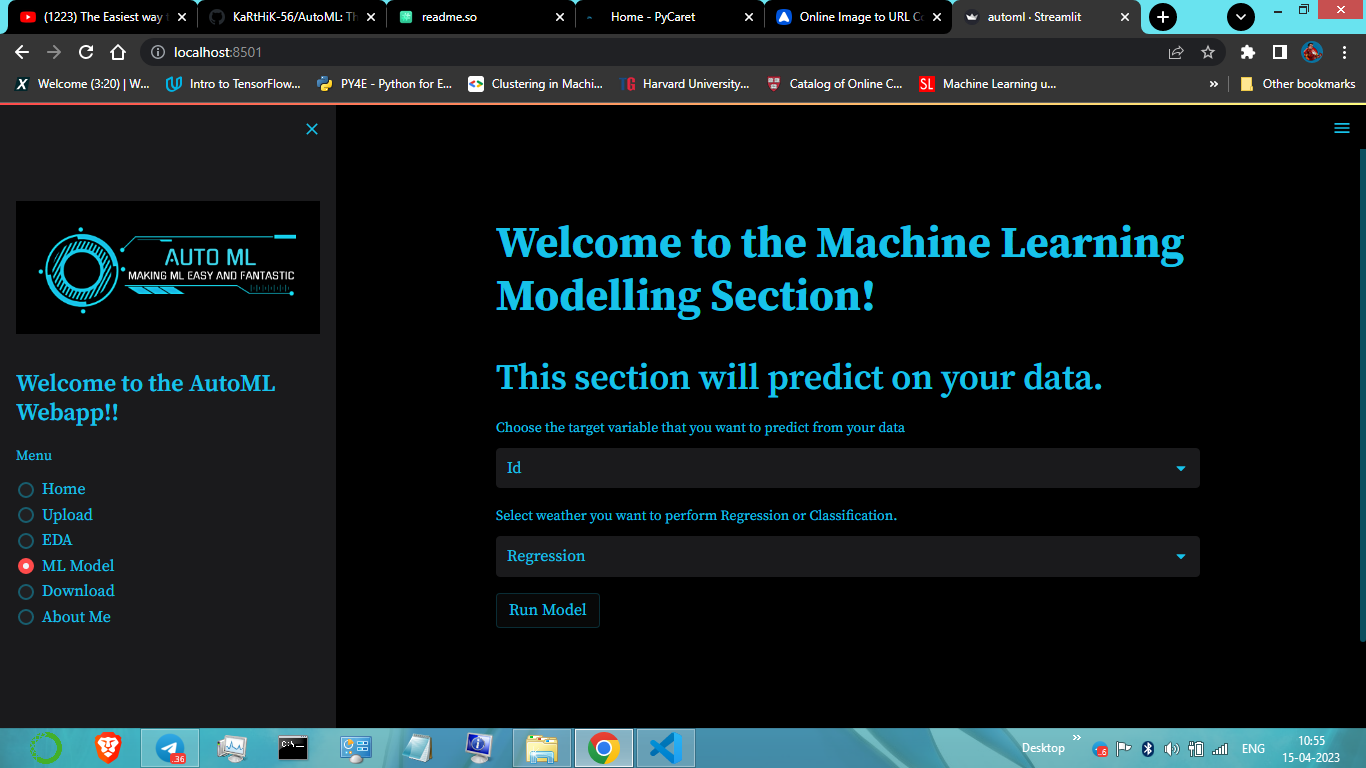 (1223) The Easiest way
KaRtHiK-56/AutoML: Th
readme.so
Home - PyCaret
Online Image to URL Co
automl · Streamlit
localhost:8501
Welcome (3:20) | W...
Intro to TensorFlow...
PY4E - Python for E...
Clustering in Machi...
TG
Harvard University...
Catalog of Online C...
SL
Machine Learning u...
»
Other bookmarks
AUTO ML
MAKING ML EASY AND FANTASTIC
Welcome to the AutoML
Webapp!!
Menu
Home
Upload
EDA
ML Model
Download
About Me
Welcome to the Machine Learning
Modelling Section!
This section will predict on your data.
Choose the target variable that you want to predict from your data
Id
Select weather you want to perform Regression or Classification.
Regression
Run Model
..36
C:\_
Desktop
»
6
ENG
10:55
15-04-2023